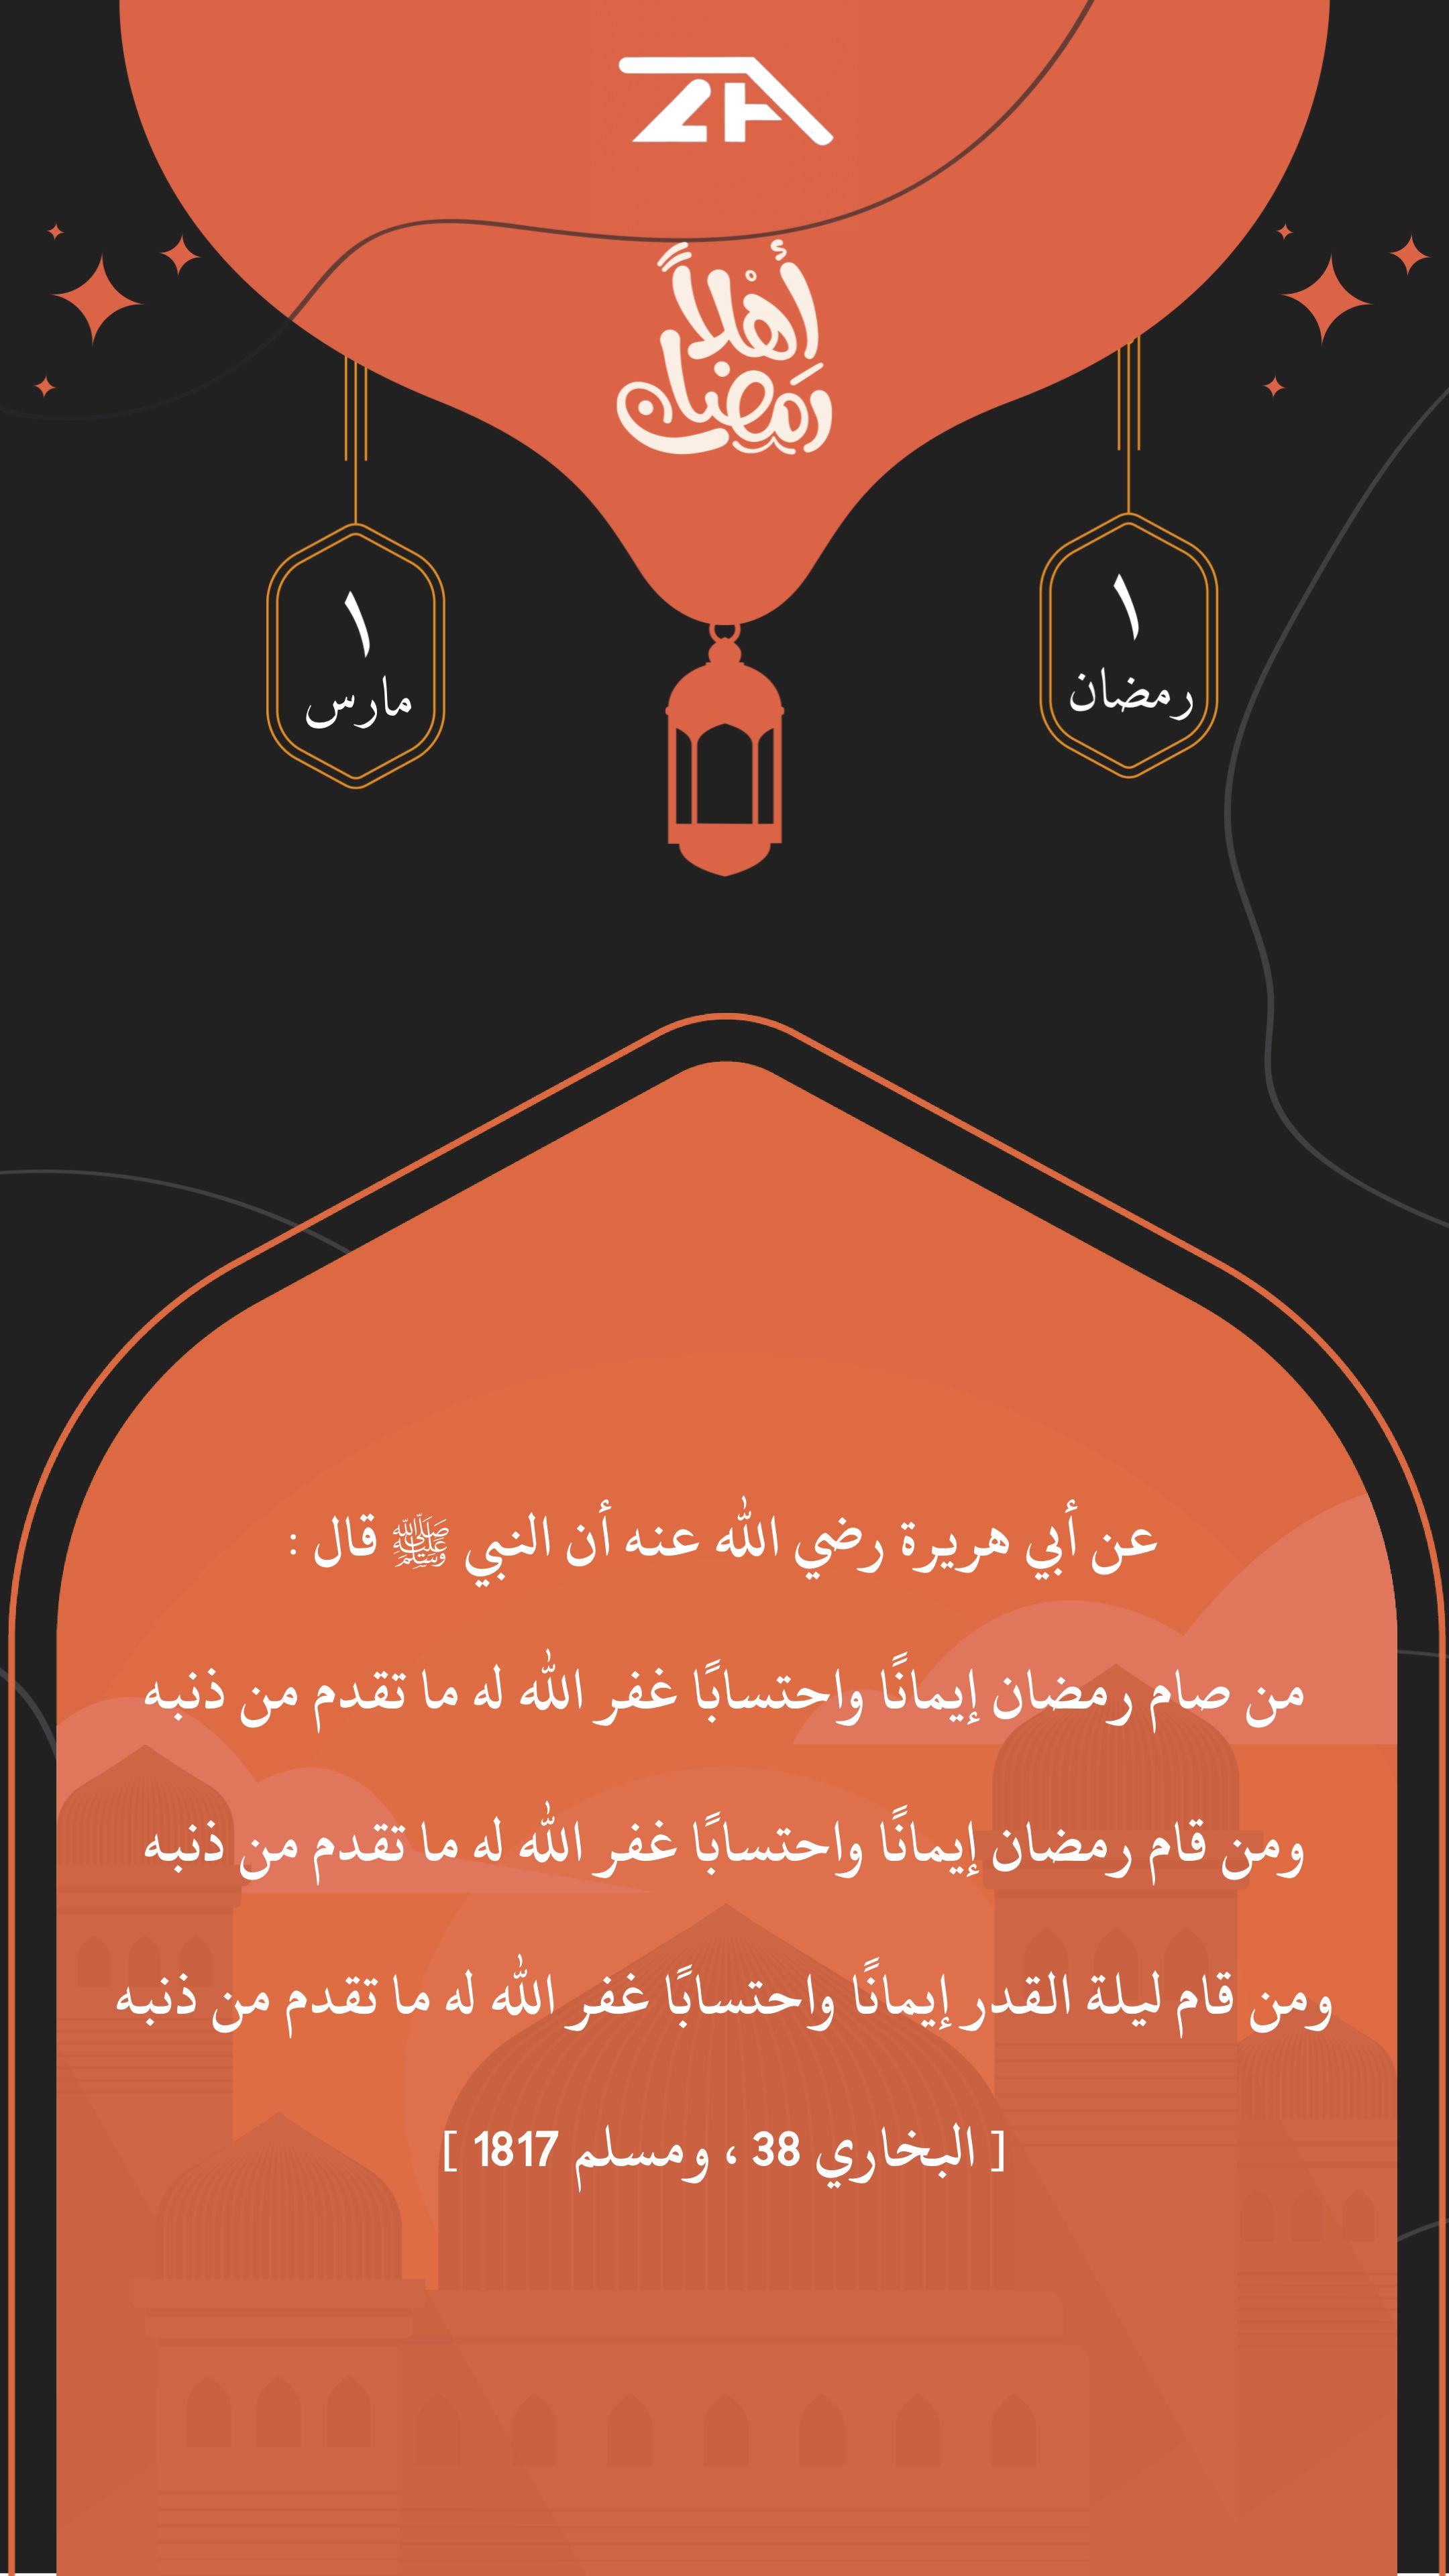 ZA
أَهْلاً
رَمضان
١
رمضان
١
مارس
عن أبي هريرة رضي الله عنه أن النبي ﷺ قال :
من صام رمضان إيمانًا واحتسابًا غفر الله له ما تقدم من ذنبه
ومن قام رمضان إيمانًا واحتسابًا غفر الله له ما تقدم من ذنبه
ومن قام ليلة القدر إيمانًا واحتسابًا غفر الله له ما تقدم من ذنبه
[ البخاري 38 ، ومسلم 1817 ]